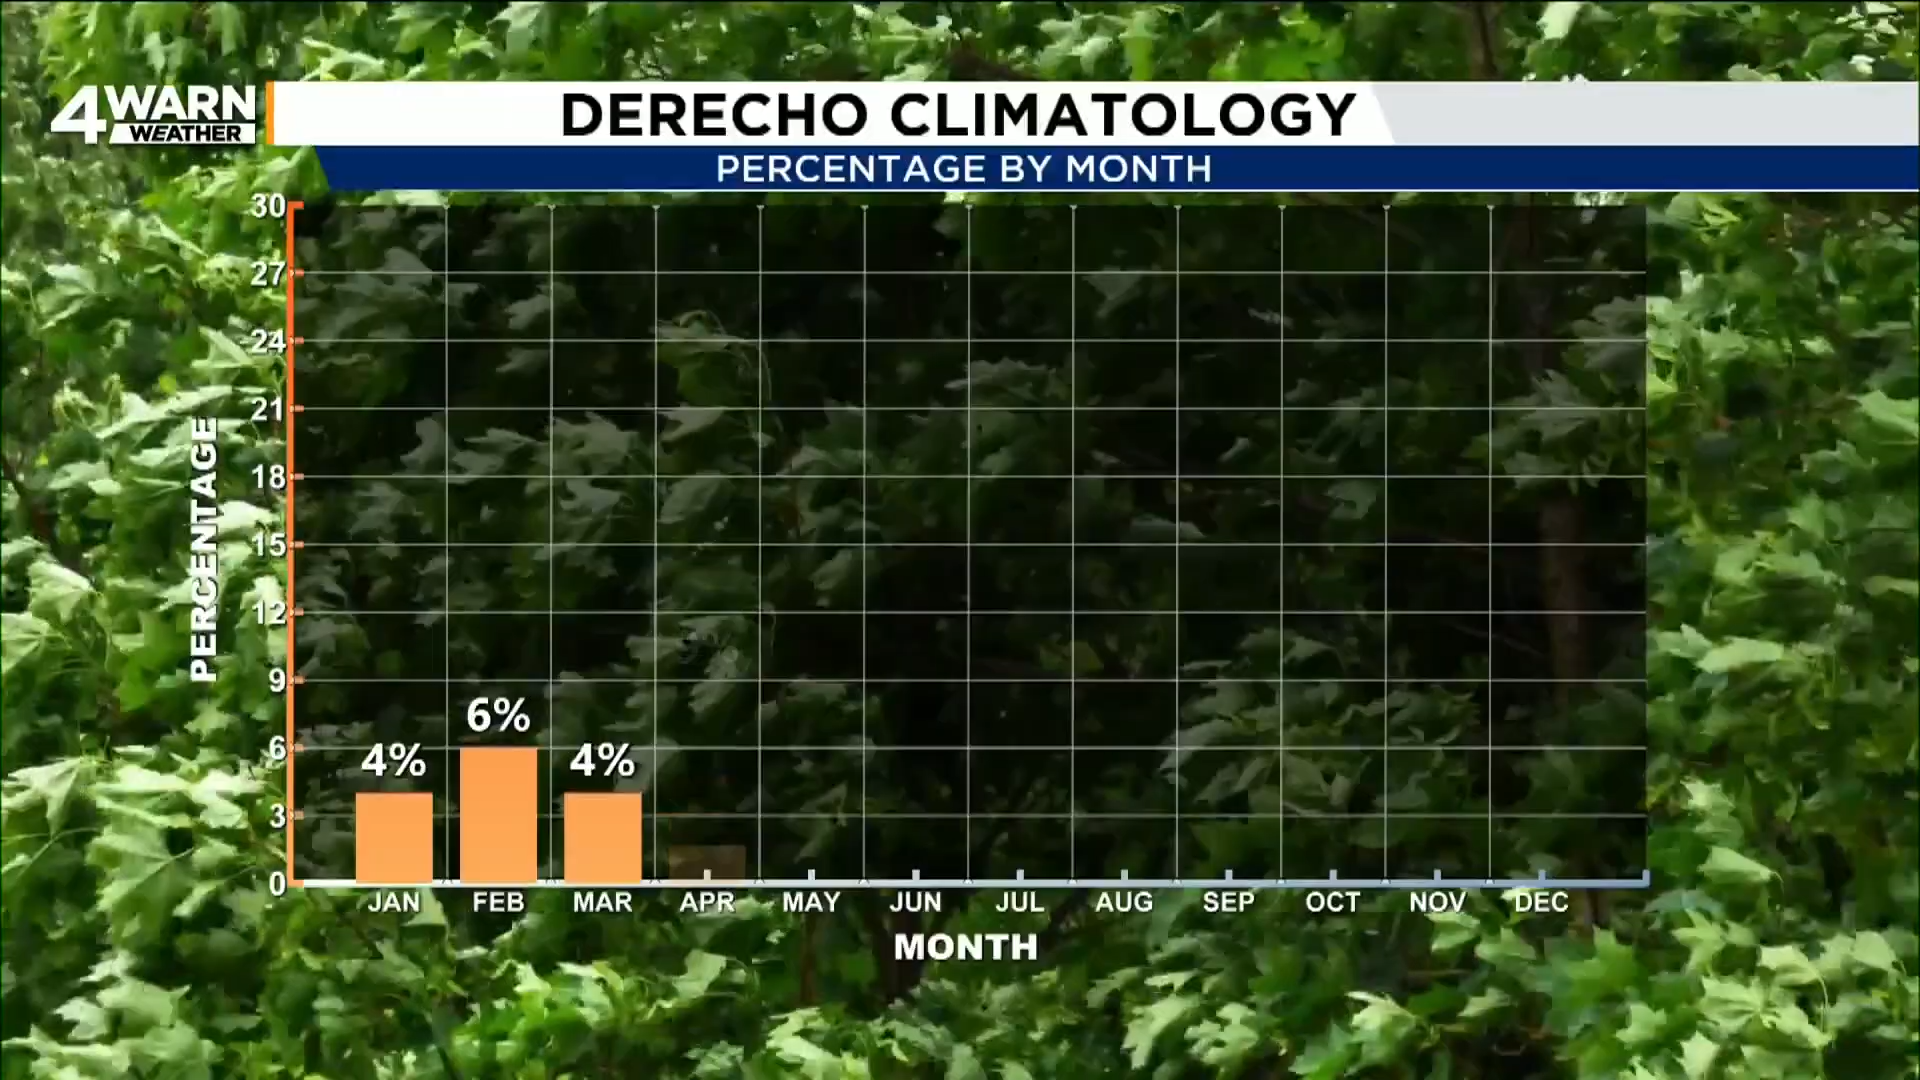 4WARN
WEATHER
DERECHO CLIMATOLOGY
PERCENTAGE BY MONTH
PERCENTAGE
30
27
24
21
18
15
12
9
6
3
0
4%
6%
4%
JAN FEB MAR APR MAY JUN JUL AUG SEP OCT NOV DEC
MONTH